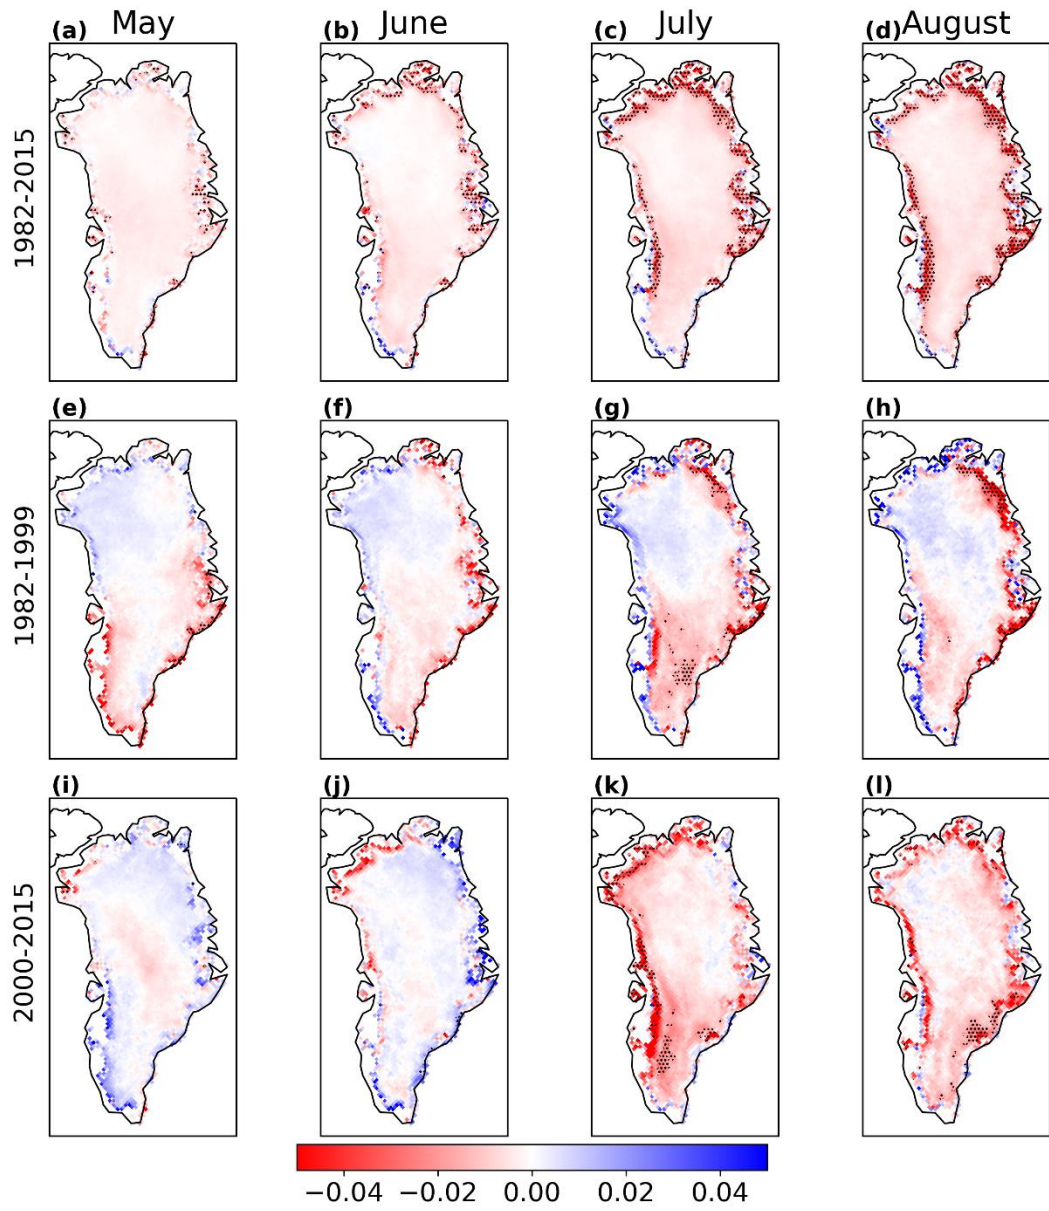 May
June
July
August
(a)
(b)
(c)
(d)
1982-2015
(e)
(f)
(g)
(h)
1982-1999
(i)
(j)
(k)
(l)
2000-2015
−0.04
−0.02
0.00
0.02
0.04